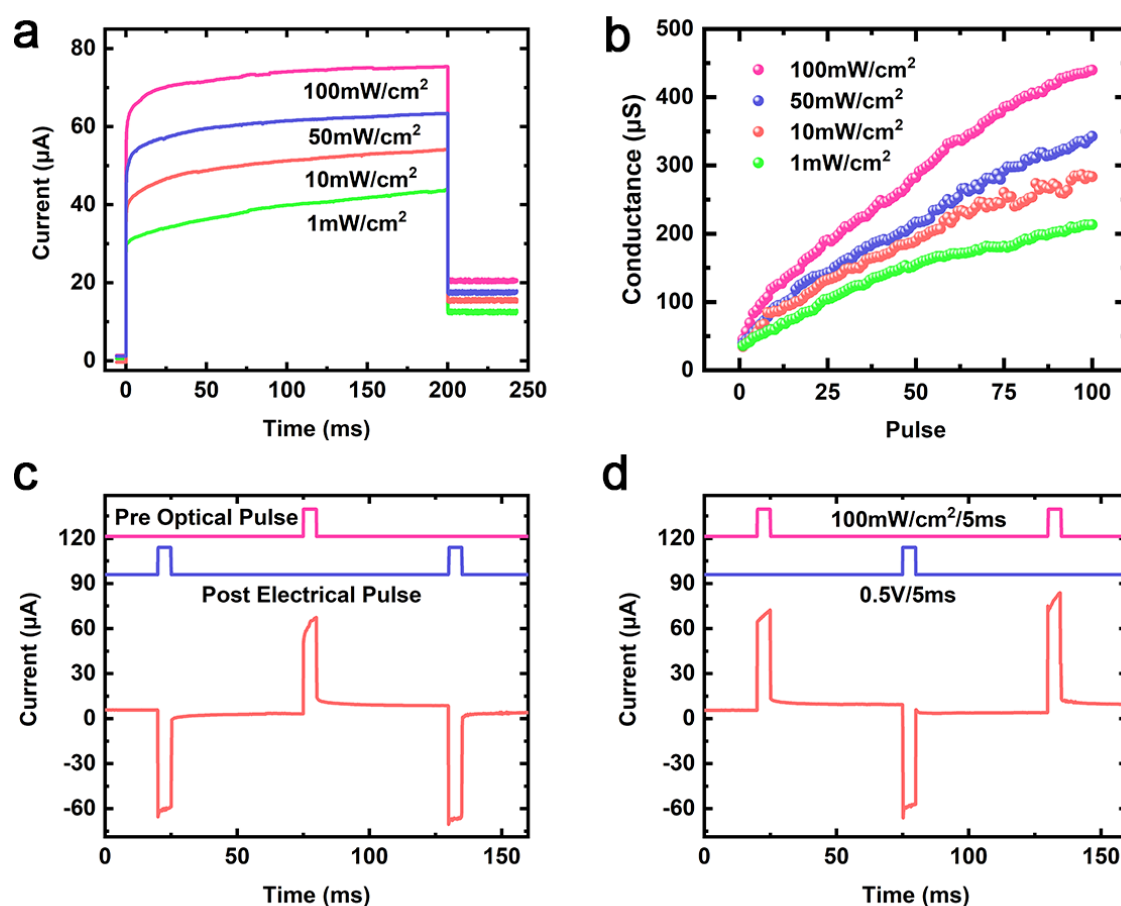 a
80
60
40
20
0
Current (µA)
100mW/cm²
50mW/cm²
10mW/cm²
1mW/cm²
0 50 100 150 200 250
Time (ms)
b
500
400
300
200
100
0
Conductance (µS)
100mW/cm²
50mW/cm²
10mW/cm²
1mW/cm²
0 25 50 75 100
Pulse
c
Pre Optical Pulse
Post Electrical Pulse
120
90
60
30
0
-30
-60
Current (µA)
0 50 100 150
Time (ms)
d
100mW/cm²/5ms
0.5V/5ms
120
90
60
30
0
-30
-60
Current (µA)
0 50 100 150
Time (ms)